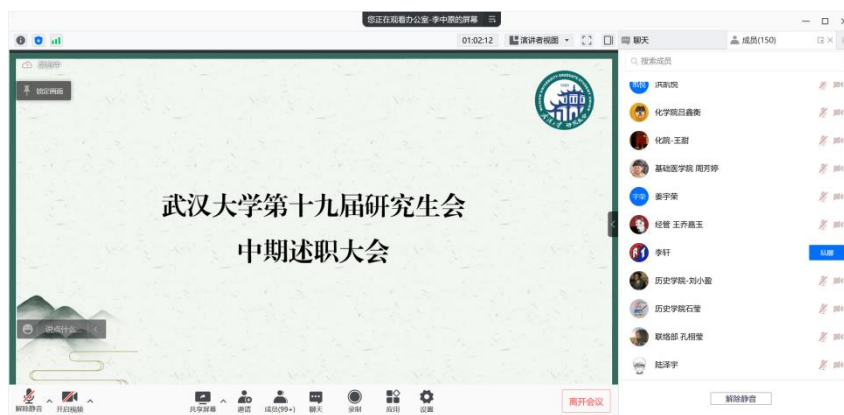 您正在观看办公室-李中原的屏幕
01:02:12
演讲者视图
聊天
成员(150)
录制中
锁定画面
搜索成员
武汉大学第十九届研究生会
中期述职大会
说点什么...
洪凯悦
化学院吕鑫衡
化院-王甜
基础医学院 周芳婷
宇荣
姜宇荣
经管 王乔嘉玉
李轩
私聊
历史学院-刘小盈
历史学院石莹
联络部 孔相莹
陆泽宇
解除静音
开启视频
共享屏幕
邀请
成员(99+)
聊天
录制
应用
设置
离开会议
解除静音